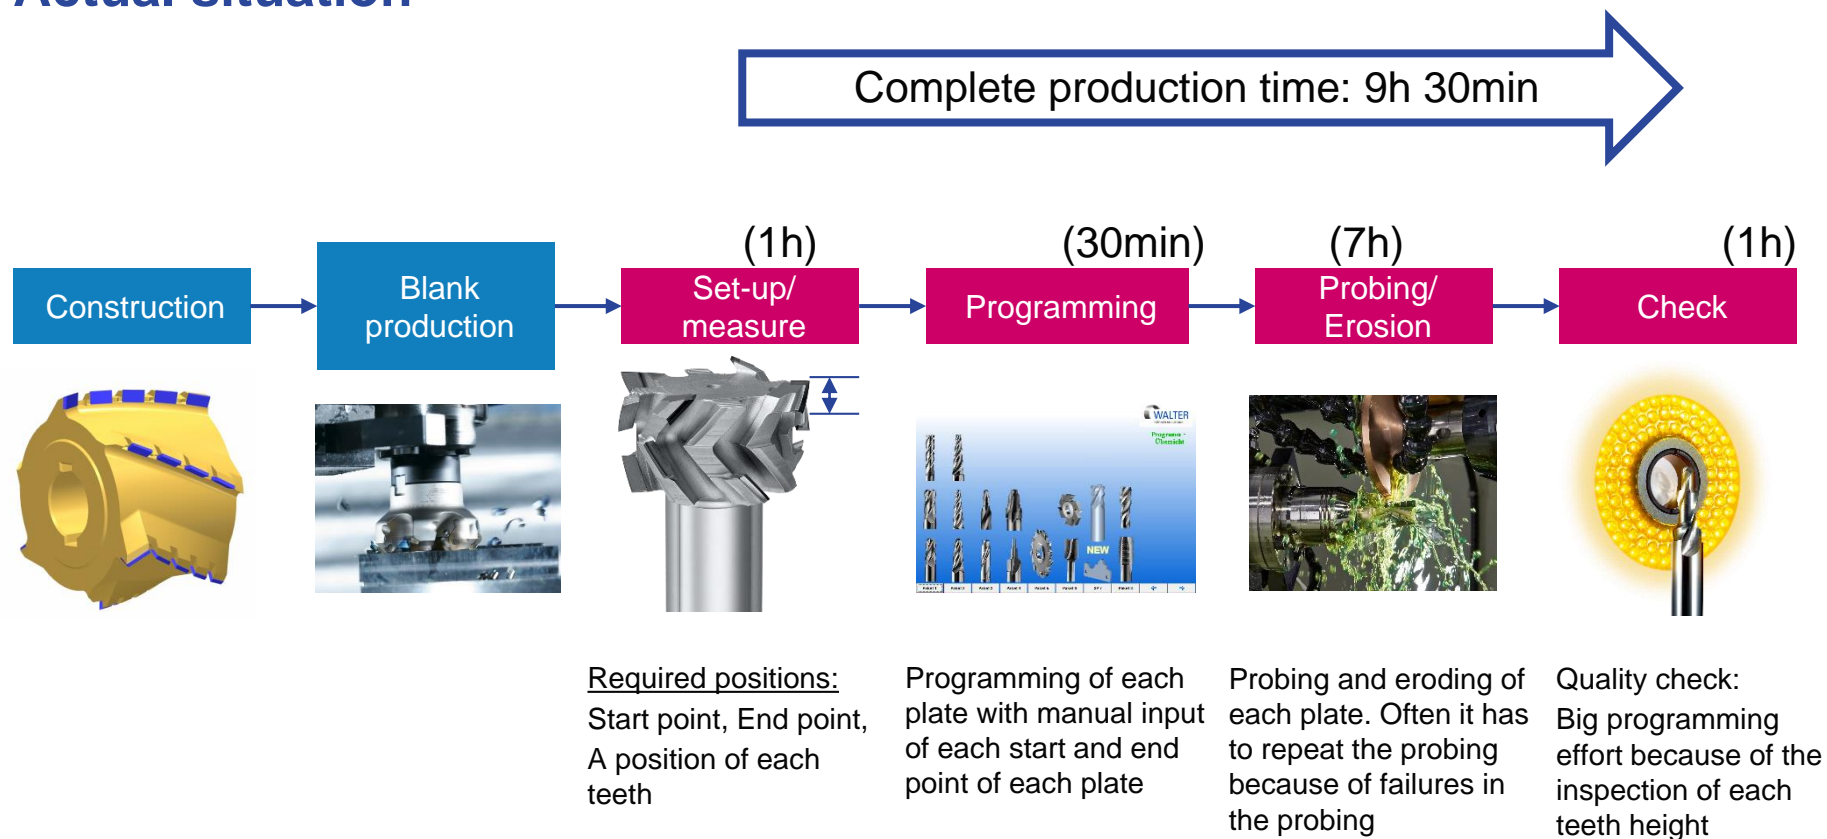 Actual situation
Complete production time: 9h 30min
(1h)
(30min)
(7h)
(1h)
Construction
Blank
production
Set-up/
measure
Programming
Probing/
Erosion
Check
WALTER
Programm -
Übersicht
NEW
Required positions:
Start point, End point,
A position of each
teeth
Programming of each
plate with manual input
of each start and end
point of each plate
Probing and eroding of
each plate. Often it has
to repeat the probing
because of failures in
the probing
Quality check:
Big programming
effort because of the
inspection of each
teeth height